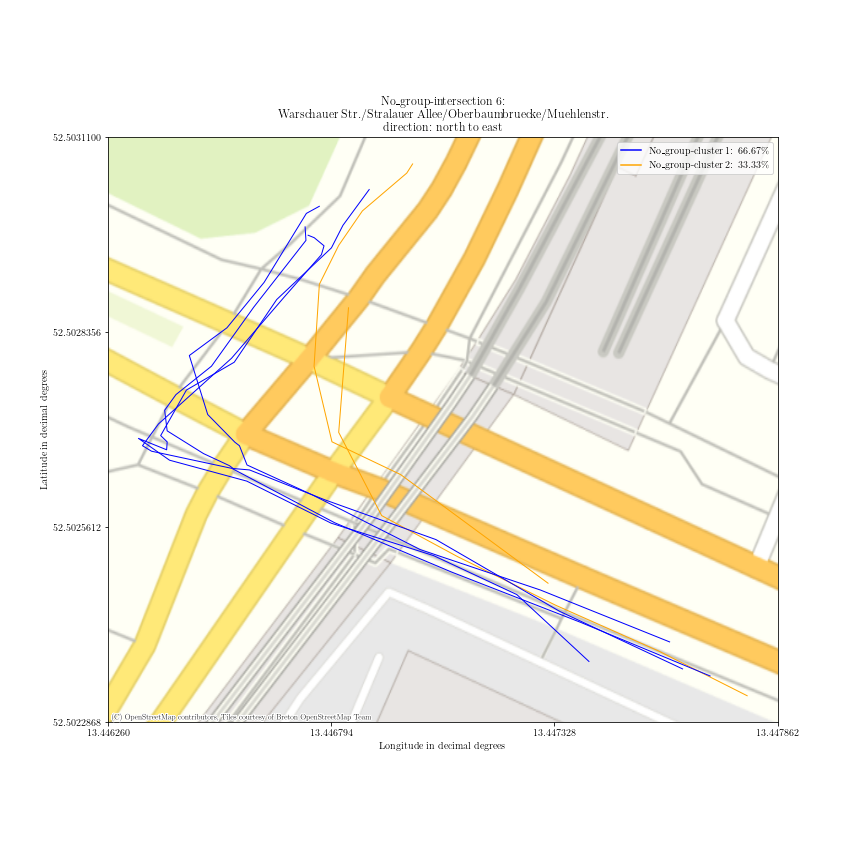 No_group-intersection 6:
Warschauer Str./Stralauer Allee/Oberbaumbruecke/Muehlenstr.
direction: north to east
52.5031100
No_group-cluster 1: 66.67%
No_group-cluster 2: 33.33%
52.5028356
Latitude in decimal degrees
52.5025612
52.5022868
(C) OpenStreetMap contributors, Tiles courtesy of Breton OpenStreetMap Team
13.446260
13.446794
13.447328
13.447862
Longitude in decimal degrees